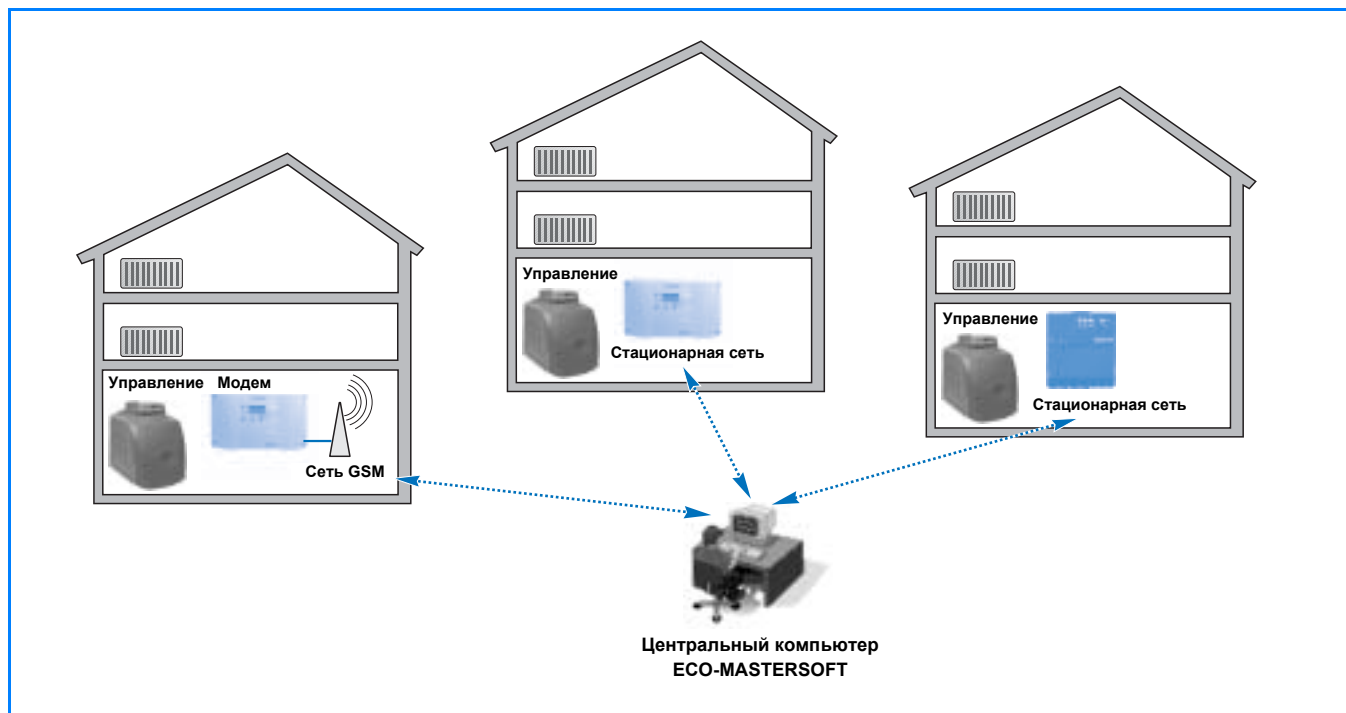 Управление
Стационарная сеть
Управление
Стационарная сеть
Управление Модем
Сеть GSM
Центральный компьютер
ECO-MASTERSOFT